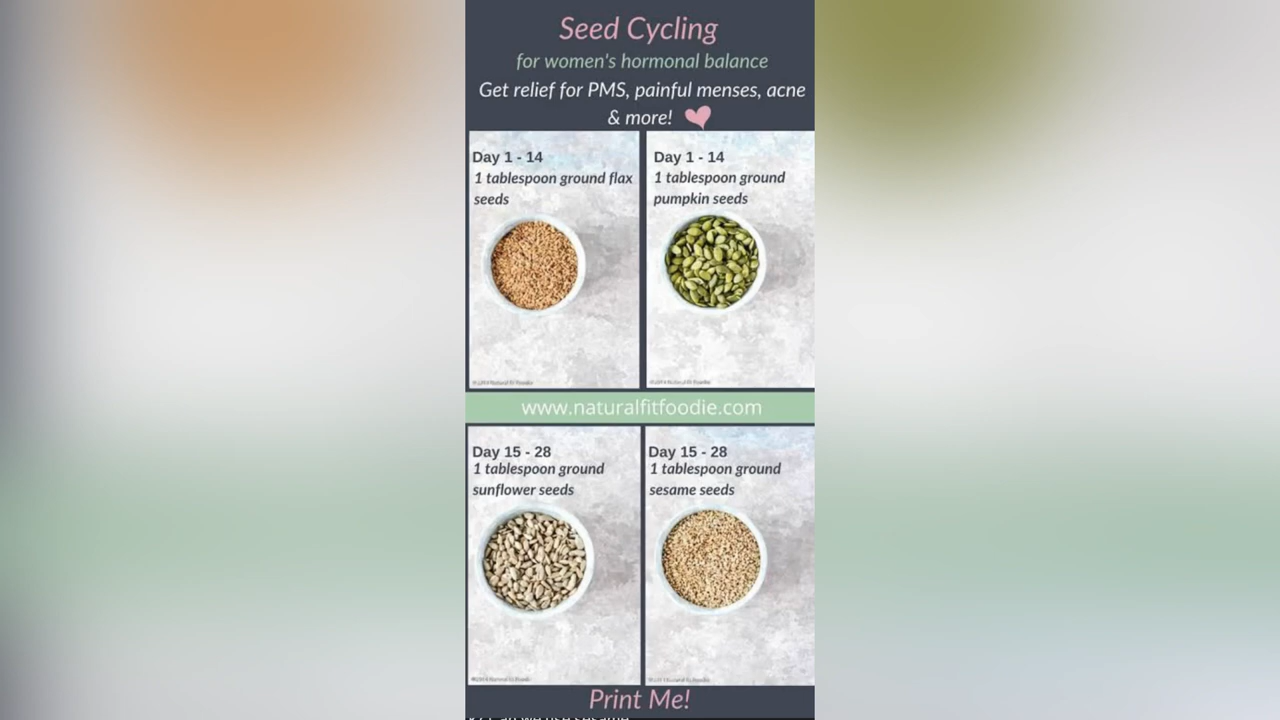 Seed Cycling
for women's hormonal balance
Get relief for PMS, painful menses, acne
& more!
Day 1 - 14
1 tablespoon ground flax
seeds
Day 1 - 14
1 tablespoon ground
pumpkin seeds
www.naturalfitfoodie.com
Day 15 - 28
1 tablespoon ground
sunflower seeds
Day 15 - 28
1 tablespoon ground
sesame seeds
Print Me!